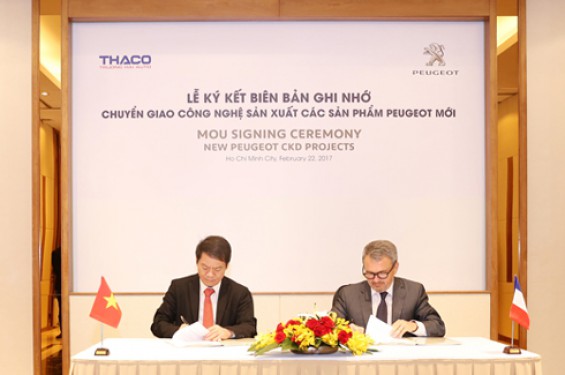 THACO
PEUGEOT
LỄ KÝ KẾT BIÊN BẢN GHI NHỚ
CHUYỂN GIAO CÔNG NGHỆ SẢN XUẤT CÁC SẢN PHẨM PEUGEOT MỚI
MOU SIGNING CEREMONY
NEW PEUGEOT CKD PROJECTS
Ho Chi Minh City, February 22, 2017